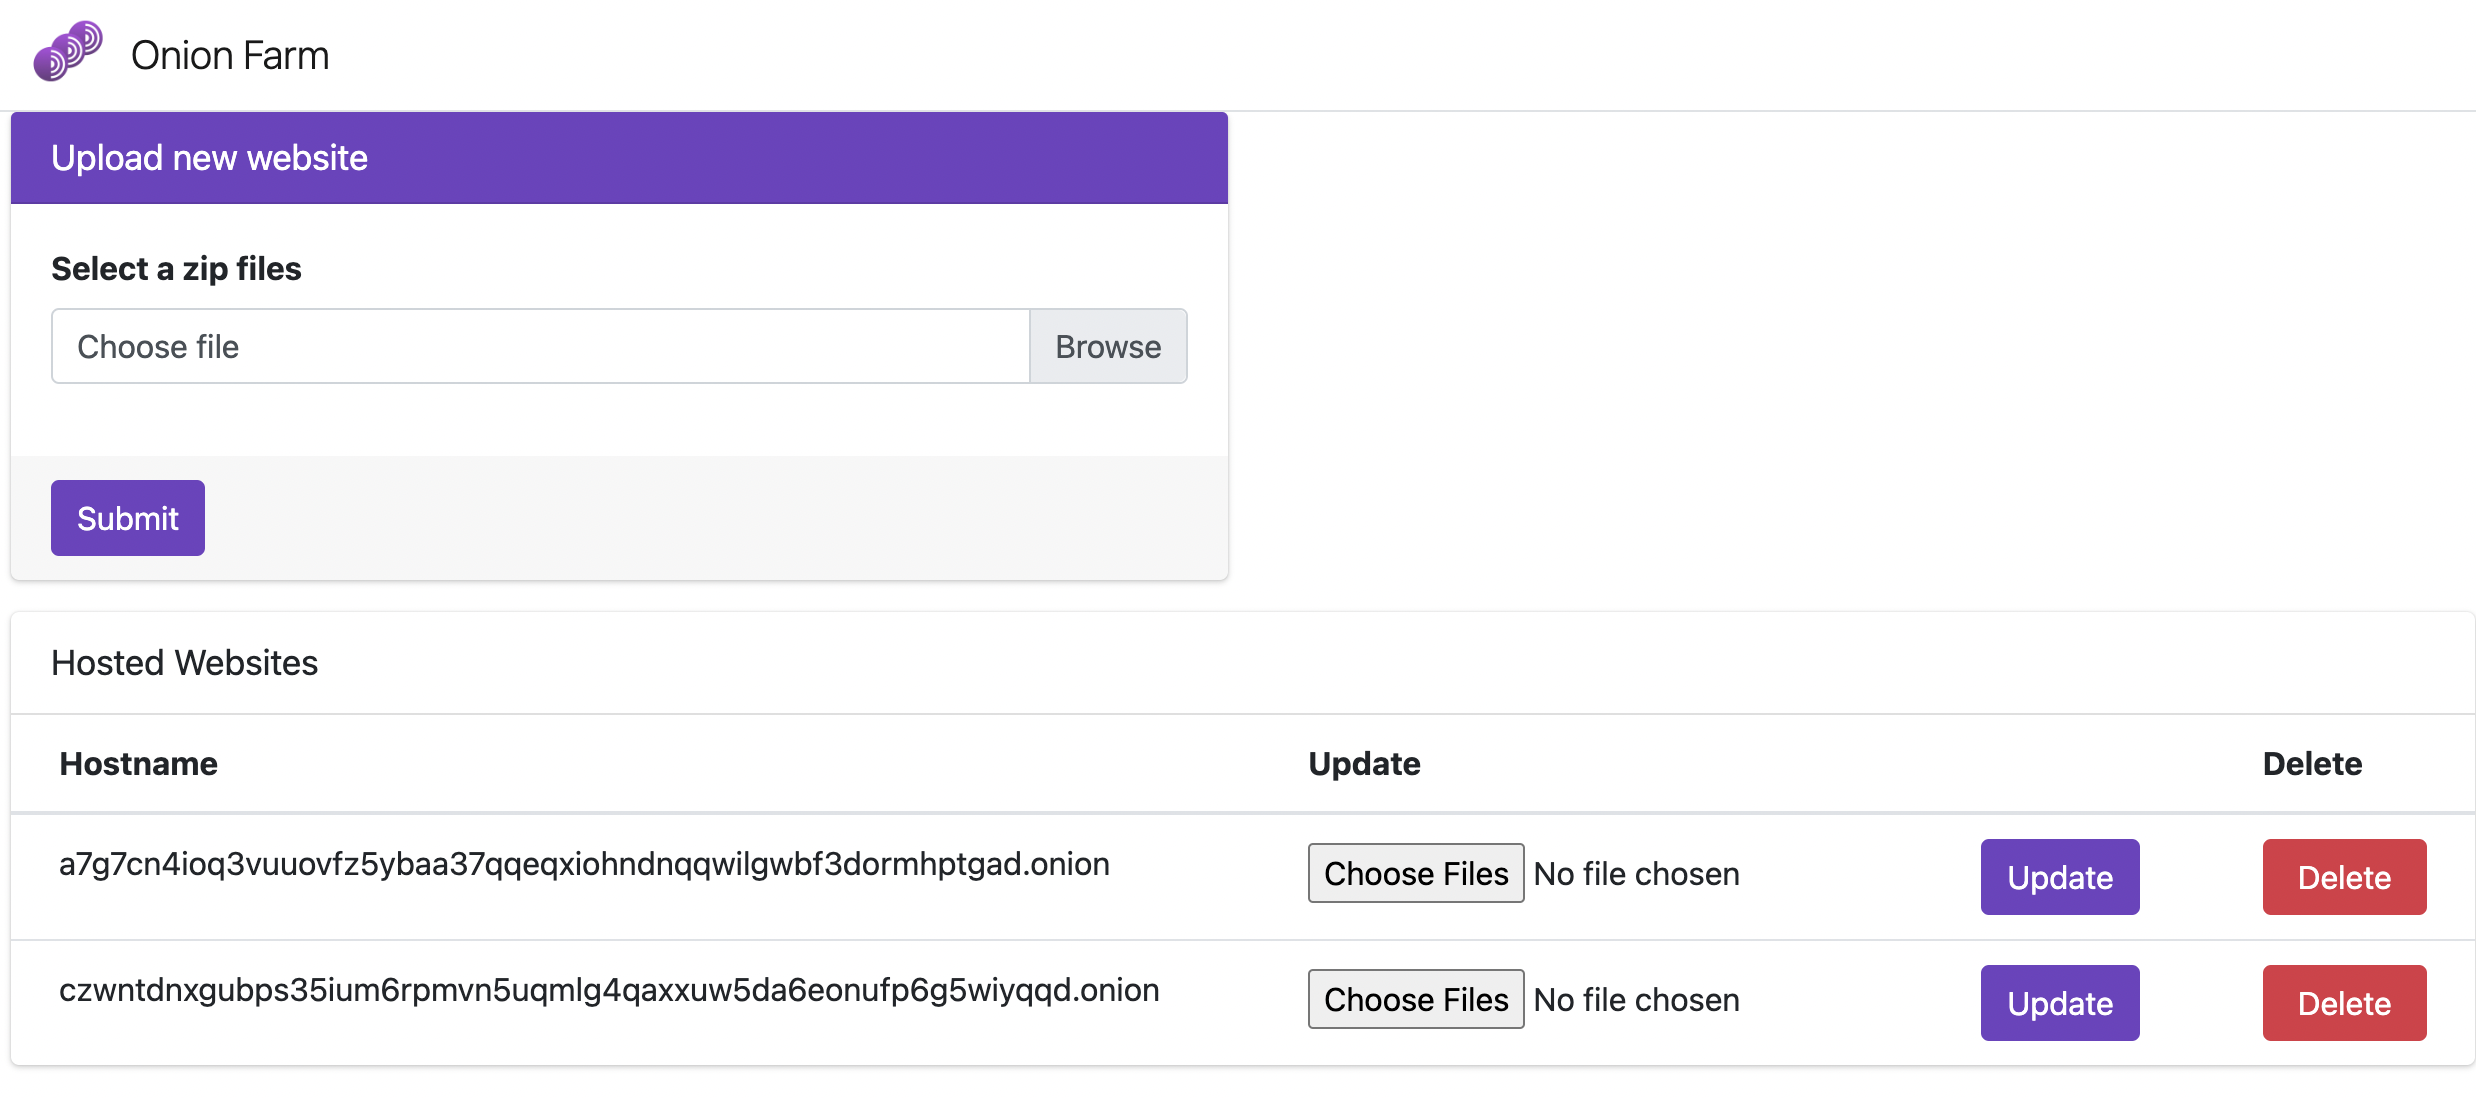 Onion Farm
Upload new website
Select a zip files
Choose file Browse
Submit
Hosted Websites
Hostname Update Delete
a7g7cn4ioq3vuuovfz5ybaa37qqeqxiohndnqqwilgwbf3dormhptgad.onion Choose Files No file chosen Update Delete
czwntdnxgubps35ium6rpmvn5uqmlg4qaxxuw5da6eonufp6g5wiyqqd.onion Choose Files No file chosen Update Delete